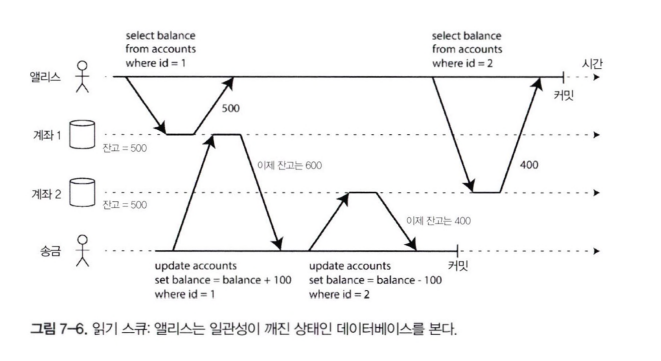 select balance
from accounts
where id = 1
select balance
from accounts
where id = 2
시간
앨리스
커밋
500
계좌 1
잔고 = 500
이제 잔고는 600
400
계좌 2
잔고 = 500
이제 잔고는 400
송금
커밋
update accounts
set balance = balance + 100
where id = 1
update accounts
set balance = balance - 100
where id = 2
그림 7-6. 읽기 스큐: 앨리스는 일관성이 깨진 상태인 데이터베이스를 본다.